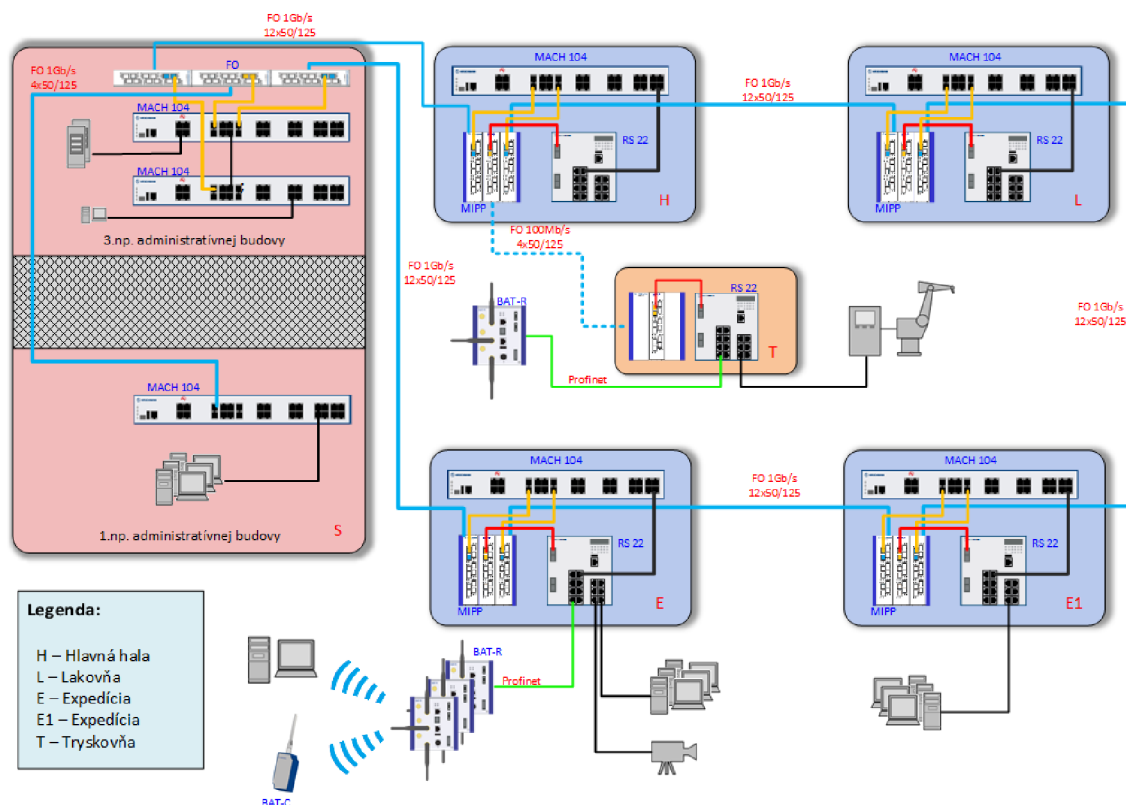 FO 1Gb/s
12x50/125
FO 1Gb/s
4x50/125
FO
MACH 104
MACH 104
3.np. administratívnej budovy
MACH 104
1.np. administratívnej budovy
S
MACH 104
RS 22
MIPP
H
FO 1Gb/s
12x50/125
MACH 104
RS 22
MIPP
L
FO 100Mb/s
4x50/125
FO 1Gb/s
12x50/125
BAT-R
RS 22
T
Profinet
FO 1Gb/s
12x50/125
MACH 104
RS 22
MIPP
E
FO 1Gb/s
12x50/125
MACH 104
RS 22
MIPP
E1
BAT-R
Profinet
BAT-C
Legenda:
H – Hlavná hala
L – Lakovňa
E – Expedícia
E1 – Expedícia
T – Tryskovňa